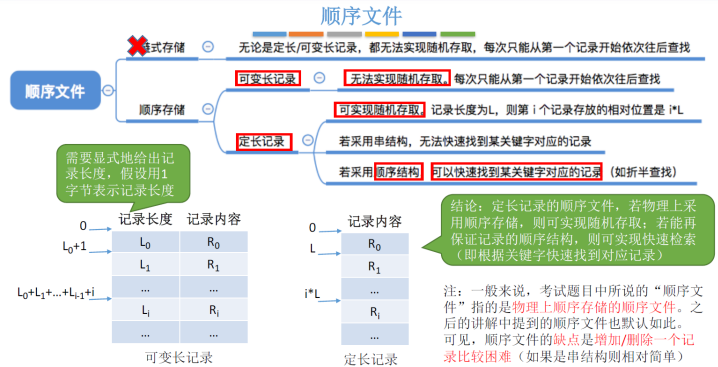 顺序文件
链式存储
无论是定长/可变长记录，都无法实现随机存取，每次只能从第一个记录开始依次往后查找
可变长记录
无法实现随机存取。每次只能从第一个记录开始依次往后查找
顺序文件
顺序存储
可实现随机存取。记录长度为L，则第 i 个记录存放的相对位置是 i*L
定长记录
若采用串结构，无法快速找到某关键字对应的记录
若采用顺序结构，可以快速找到某关键字对应的记录（如折半查找）
需要显式地给出记
录长度，假设用1
字节表示记录长度
记录长度 记录内容
0
L₀ R₀
L₀+1
L₁ R₁
... ...
L₀+L₁+...+Lᵢ₋₁+i
Lᵢ Rᵢ
... ...
可变长记录
记录内容
0
R₀
L
R₁
...
i*L
Rᵢ
...
定长记录
结论：定长记录的顺序文件，若物理上采
用顺序存储，则可实现随机存取；若能再
保证记录的顺序结构，则可实现快速检索
（即根据关键字快速找到对应记录）
注：一般来说，考试题目中所说的“顺序文
件”指的是物理上顺序存储的顺序文件。之
后的讲解中提到的顺序文件也默认如此。
可见，顺序文件的缺点是增加/删除一个记
录比较困难（如果是串结构则相对简单）